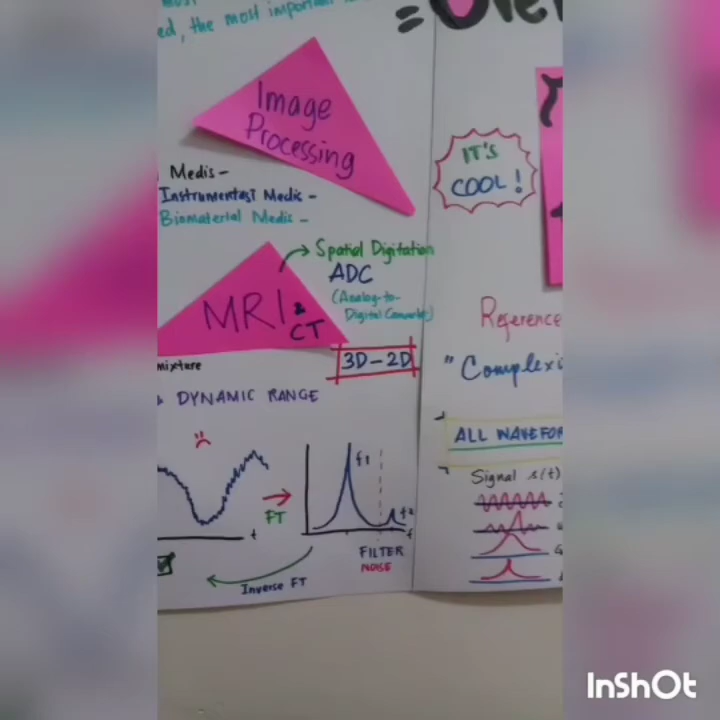 ed, the most important
Image
Processing
Medis -
Instrumentasi Medis -
Biomaterial Medis -
Spatial Digitation
ADC
(Analog-to-
Digital Converter)
MRI &
CT
3D-2D
mixture
DYNAMIC RANGE
f1
f2
t
f
FT
FILTER
NOISE
Inverse FT
=
IT'S
COOL!
Reference
"Complexi
ALL WAVEFOR
Signal s(t)
InShOt